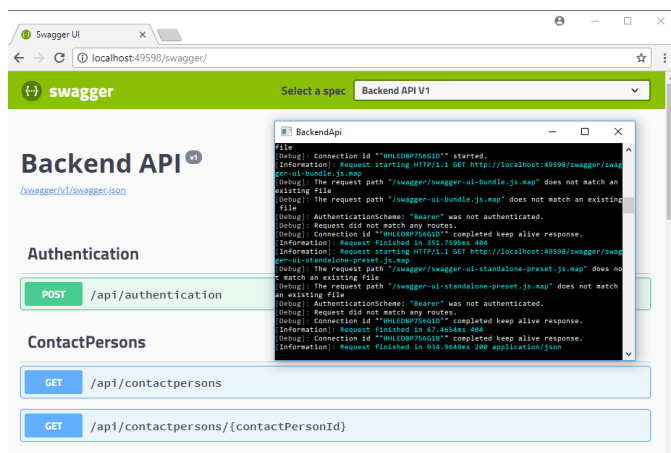 Swagger UI
localhost:49598/swagger/
swagger
Select a spec
Backend API V1
Backend API v1
/swagger/v1/swagger.json
Authentication
POST /api/authentication
ContactPersons
GET /api/contactpersons
GET /api/contactpersons/{contactPersonId}
BackendApi
file
[Debug]: Connection id ""0HLEDBP756G1D"" started.
[Information]: Request starting HTTP/1.1 GET http://localhost:49598/swagger/swag
ger-ui-bundle.js.map
[Debug]: The request path "/swagger/swagger-ui-bundle.js.map" does not match an
existing file
[Debug]: The request path "/swagger-ui-bundle.js.map" does not match an existing
file
[Debug]: AuthenticationScheme: "Bearer" was not authenticated.
[Debug]: Request did not match any routes.
[Debug]: Connection id ""0HLEDBP756G1D"" completed keep alive response.
[Information]: Request finished in 351.7595ms 404
[Information]: Request starting HTTP/1.1 GET http://localhost:49598/swagger/swag
ger-ui-standalone-preset.js.map
[Debug]: The request path "/swagger/swagger-ui-standalone-preset.js.map" does no
t match an existing file
[Debug]: The request path "/swagger-ui-standalone-preset.js.map" does not match
an existing file
[Debug]: AuthenticationScheme: "Bearer" was not authenticated.
[Debug]: Request did not match any routes.
[Debug]: Connection id ""0HLEDBP756G1D"" completed keep alive response.
[Information]: Request finished in 67.4654ms 404
[Debug]: Connection id ""0HLEDBP756G1B"" completed keep alive response.
[Information]: Request finished in 934.9649ms 200 application/json